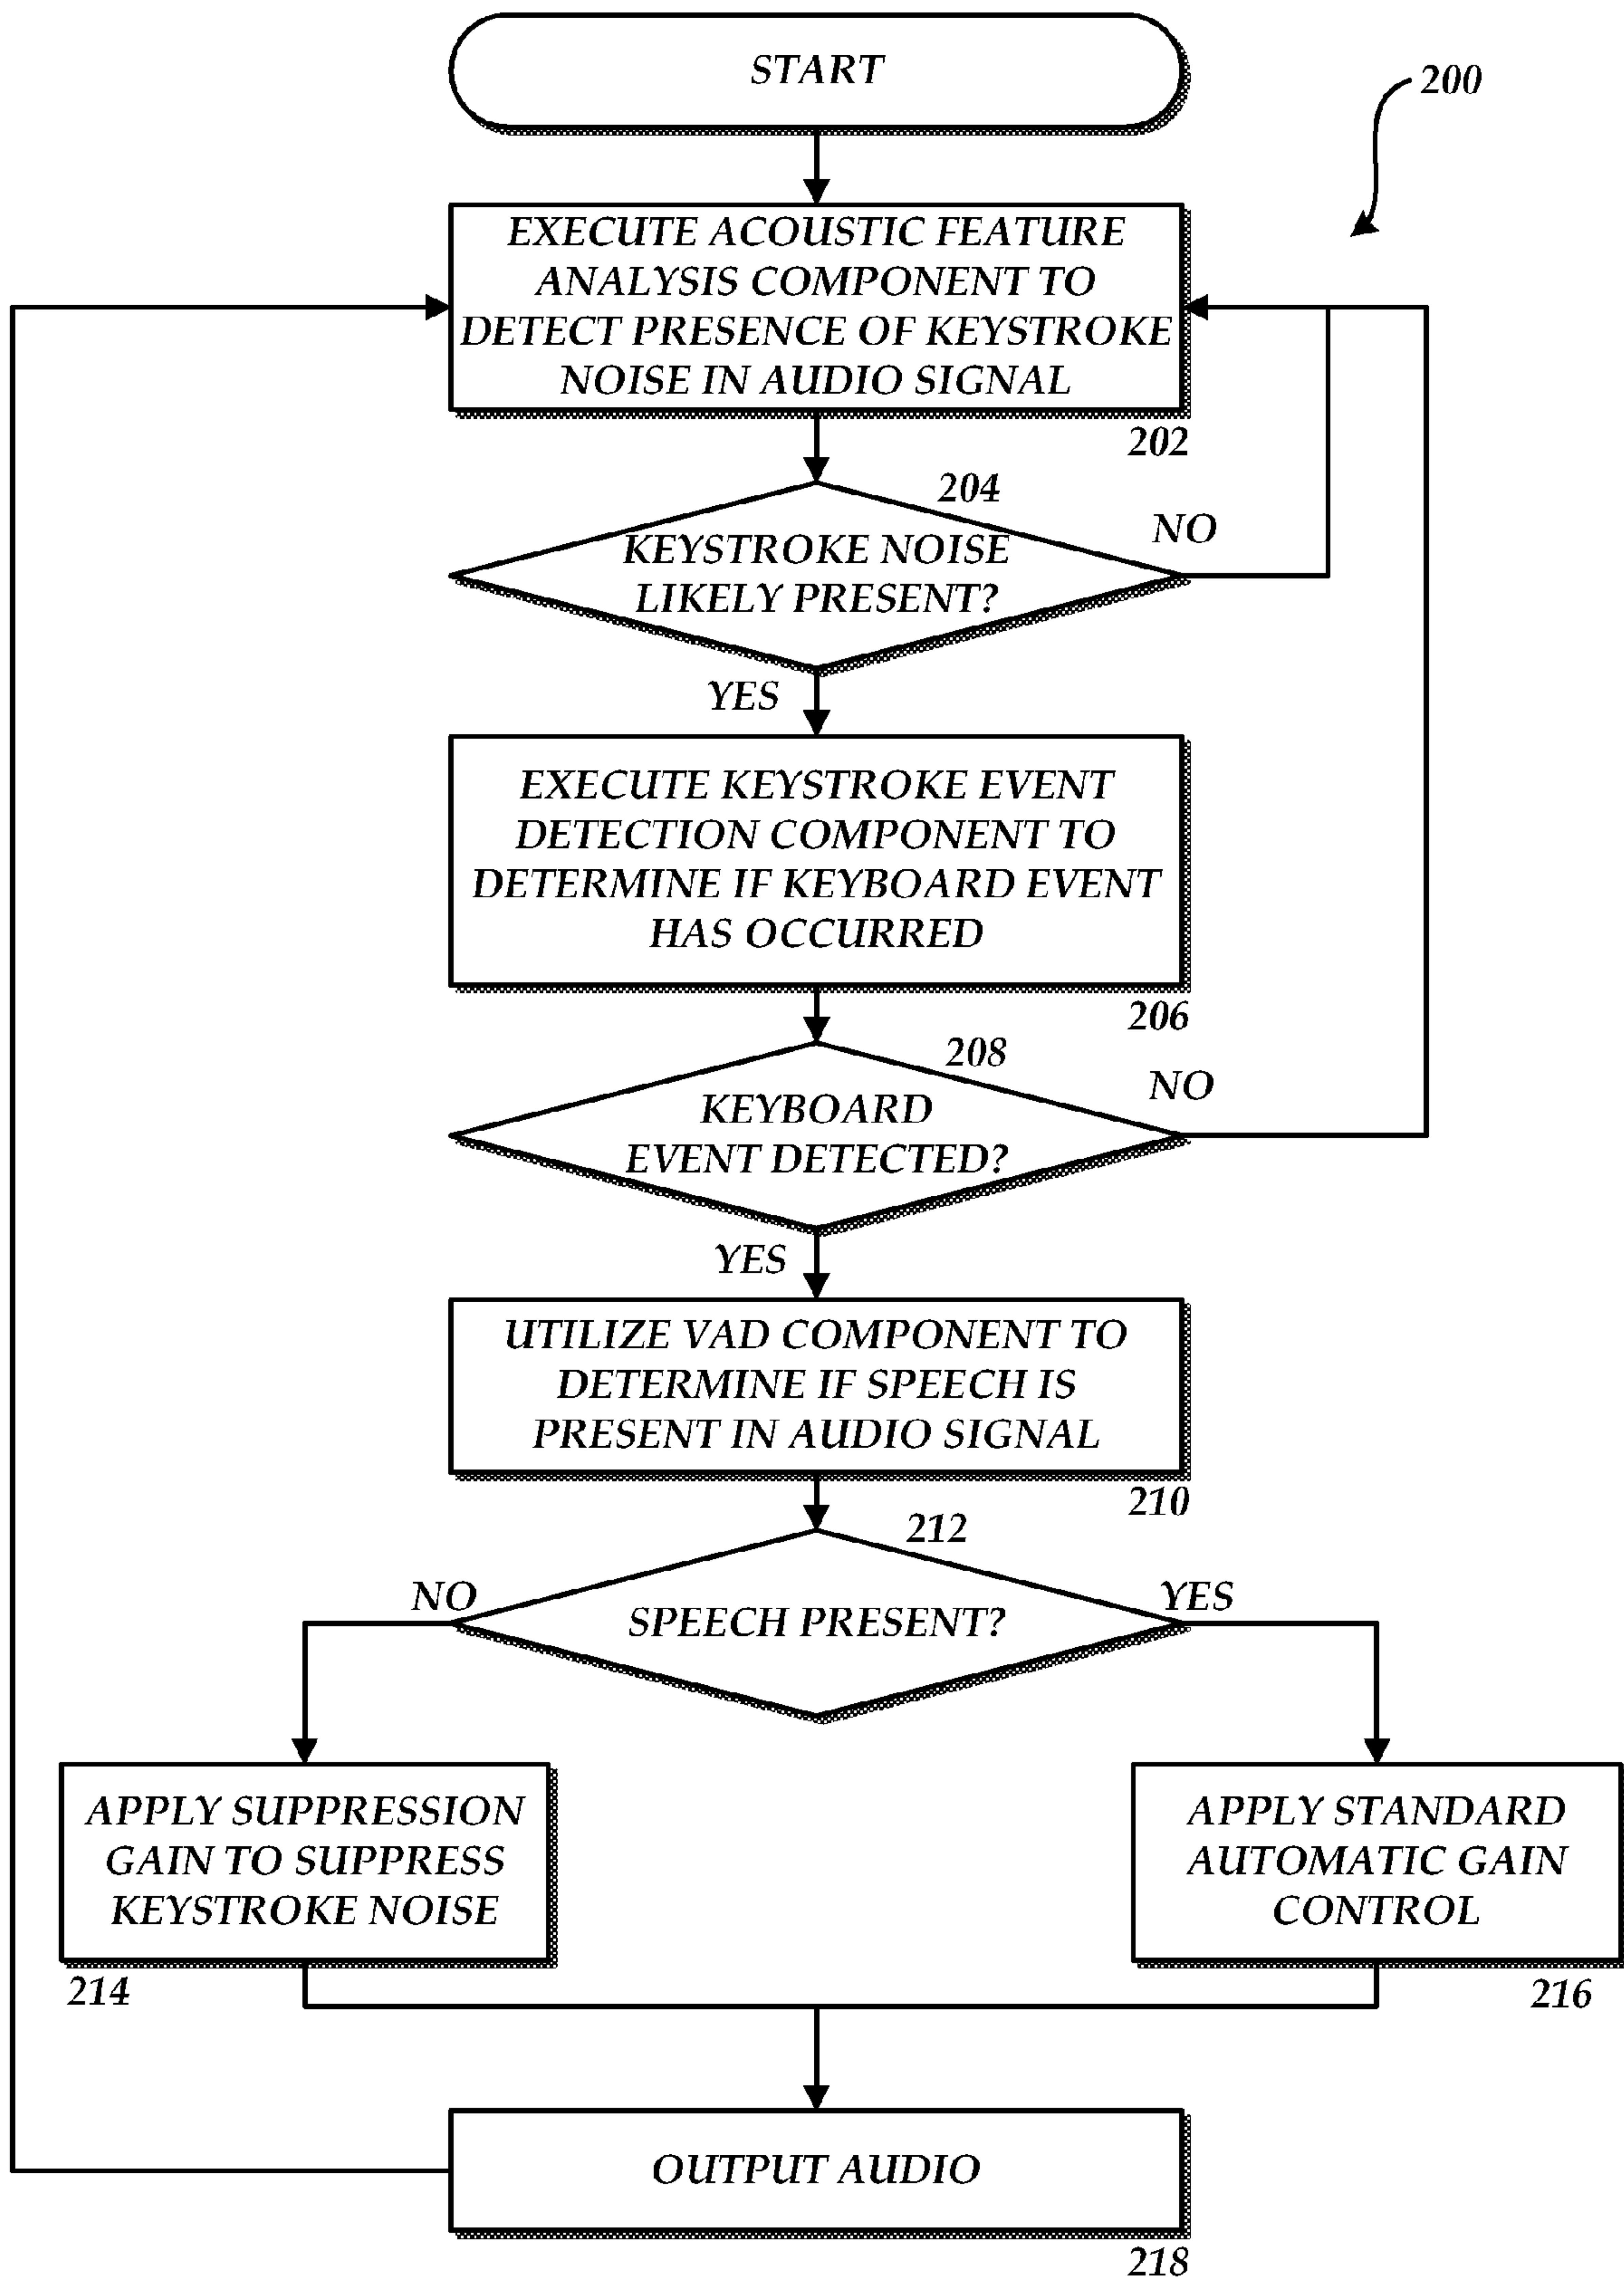 START
200
EXECUTE ACOUSTIC FEATURE
ANALYSIS COMPONENT TO
DETECT PRESENCE OF KEYSTROKE
NOISE IN AUDIO SIGNAL
202
204
NO
KEYSTROKE NOISE
LIKELY PRESENT?
YES
EXECUTE KEYSTROKE EVENT
DETECTION COMPONENT TO
DETERMINE IF KEYBOARD EVENT
HAS OCCURRED
206
208
NO
KEYBOARD
EVENT DETECTED?
YES
UTILIZE VAD COMPONENT TO
DETERMINE IF SPEECH IS
PRESENT IN AUDIO SIGNAL
210
212
NO
YES
SPEECH PRESENT?
APPLY SUPPRESSION
GAIN TO SUPPRESS
KEYSTROKE NOISE
214
APPLY STANDARD
AUTOMATIC GAIN
CONTROL
216
OUTPUT AUDIO
218